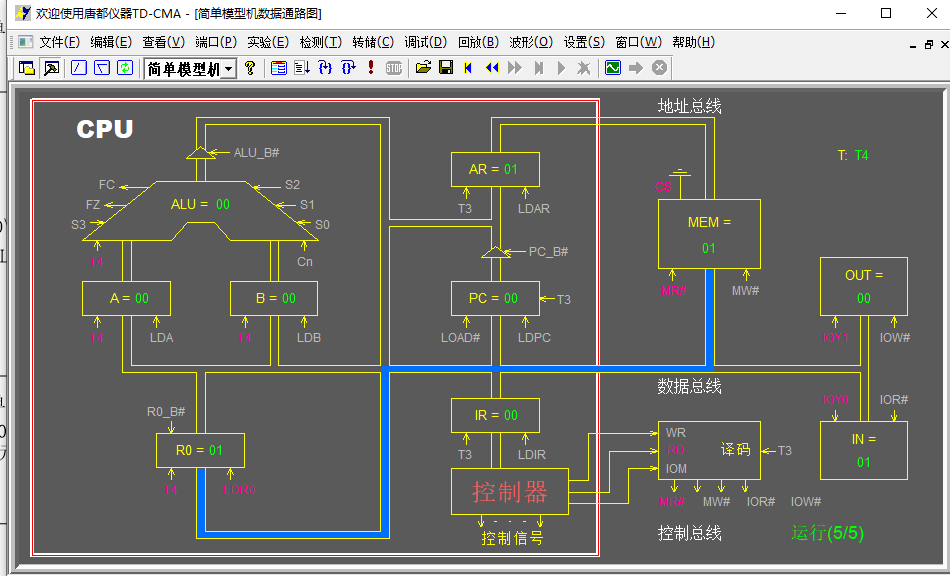 欢迎使用唐都仪器TD-CMA - [简单模型机数据通路图]
文件(F) 编辑(E) 查看(V) 端口(P) 实验(E) 检测(T) 转储(C) 调试(D) 回放(B) 波形(O) 设置(S) 窗口(W) 帮助(H)
简单模型机
STOP
CPU
地址总线
T: T4
ALU_B#
AR = 01
FC
S2
CS
T3
LDAR
FZ
ALU = 00
S1
S3
S0
MEM =
01
T4
Cn
PC_B#
OUT =
00
A = 00
B = 00
PC = 00
T3
MR#
MW#
T4
LDA
T4
LDB
LOAD#
LDPC
IOY1
IOW#
数据总线
R0_B#
IR = 00
IOY0
IOR#
R0 = 01
T3
LDIR
WR
RD
IOM
译码
T3
IN =
01
T4
LDR0
控制器
MR#
MW#
IOR#
IOW#
- - -
控制信号
控制总线
运行(5/5)